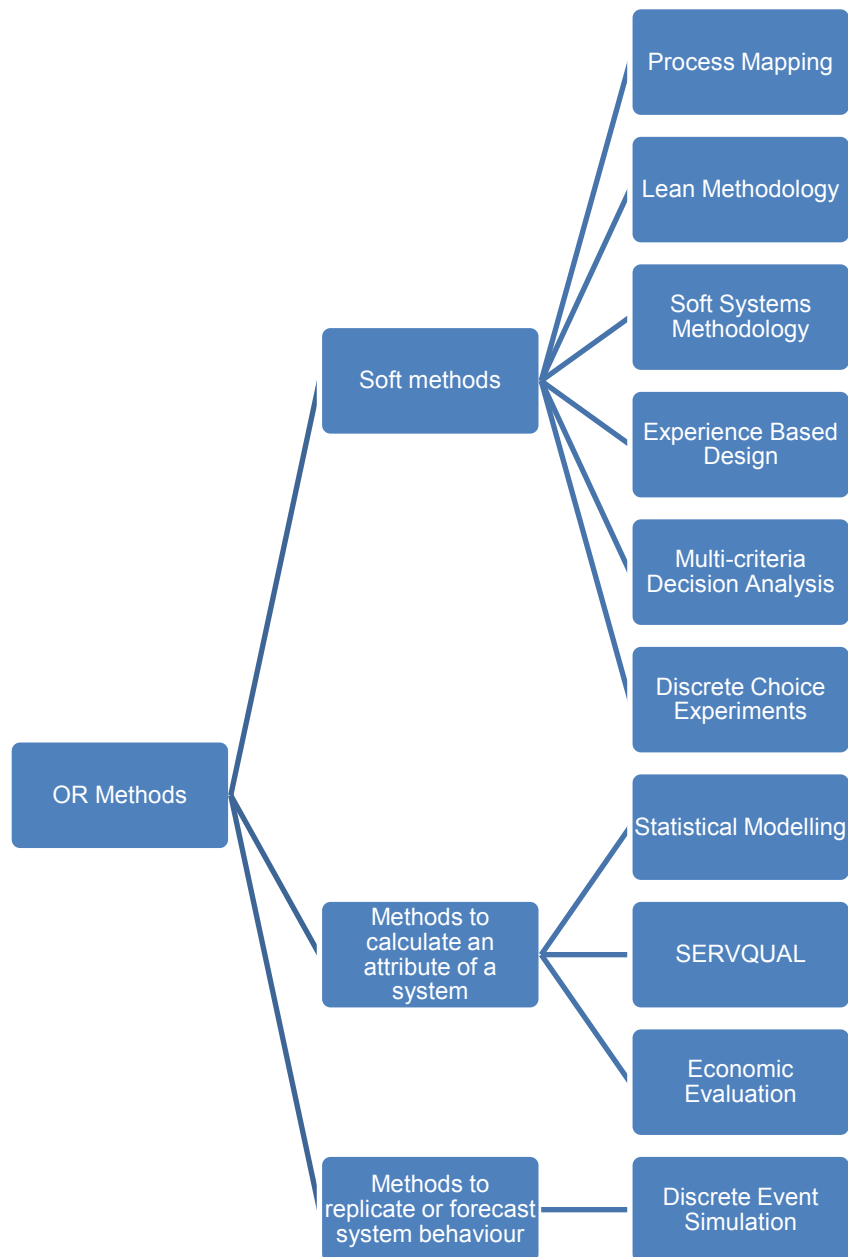 Process Mapping
Lean Methodology
Soft Systems
Methodology
Soft methods
Experience Based
Design
Multi-criteria
Decision Analysis
Discrete Choice
Experiments
OR Methods
Statistical Modelling
Methods to
calculate an
attribute of a
system
SERVQUAL
Economic
Evaluation
Methods to
replicate or forecast
system behaviour
Discrete Event
Simulation